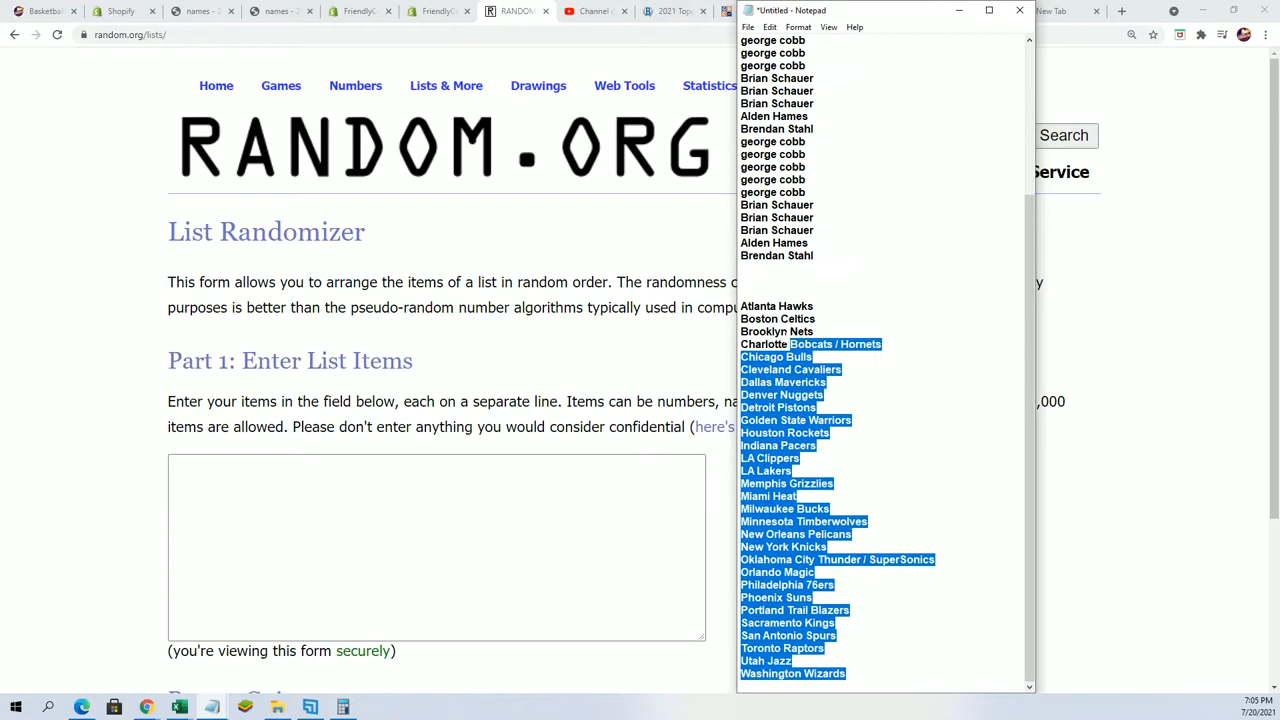 Basketba
Shopify
names - 2
names - 2
FriendlyC
FriendlyC
RANDOM
Channel
2021 Topp
New Tab
random.org/lists/
*Untitled - Notepad
File Edit Format View Help
Home Games Numbers Lists & More Drawings Web Tools Statistics
RANDOM.ORG
Search
Service
List Randomizer
This form allows you to arrange the items of a list in random order. The randomness
purposes is better than the pseudo-random number algorithms typically used in
Part 1: Enter List Items
Enter your items in the field below, each on a separate line. Items can be numbers,
,000
items are allowed. Please don't enter anything you would consider confidential (here's
(you're viewing this form securely)
george cobb
george cobb
george cobb
Brian Schauer
Brian Schauer
Brian Schauer
Alden Hames
Brendan Stahl
george cobb
george cobb
george cobb
george cobb
george cobb
Brian Schauer
Brian Schauer
Brian Schauer
Alden Hames
Brendan Stahl
Atlanta Hawks
Boston Celtics
Brooklyn Nets
Charlotte Bobcats / Hornets
Chicago Bulls
Cleveland Cavaliers
Dallas Mavericks
Denver Nuggets
Detroit Pistons
Golden State Warriors
Houston Rockets
Indiana Pacers
LA Clippers
LA Lakers
Memphis Grizzlies
Miami Heat
Milwaukee Bucks
Minnesota Timberwolves
New Orleans Pelicans
New York Knicks
Oklahoma City Thunder / SuperSonics
Orlando Magic
Philadelphia 76ers
Phoenix Suns
Portland Trail Blazers
Sacramento Kings
San Antonio Spurs
Toronto Raptors
Utah Jazz
Washington Wizards
7:05 PM
7/20/2021